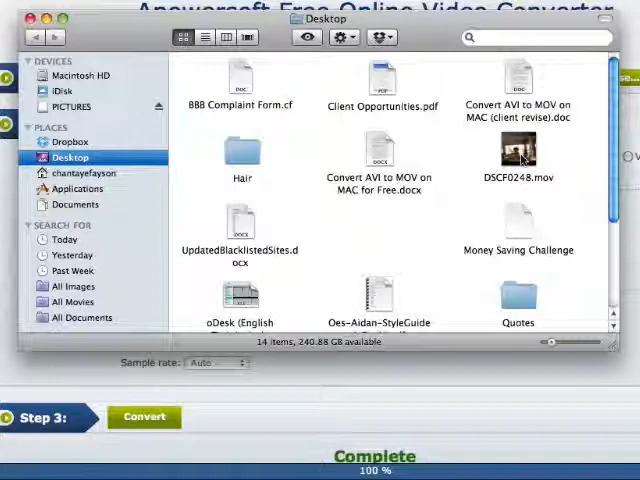 Answersoft Free Online Video Converter
Desktop
DEVICES
Macintosh HD
iDisk
PICTURES
PLACES
Dropbox
Desktop
chantayefayson
Applications
Documents
SEARCH FOR
Today
Yesterday
Past Week
All Images
All Movies
All Documents
BBB Complaint Form.cf
Client Opportunities.pdf
Convert AVI to MOV on
MAC (client revise).doc
Hair
DOCX
Convert AVI to MOV on
MAC for Free.docx
DSCF0248.mov
DOCX
UpdatedBlacklistedSites.d
ocx
Money Saving Challenge
oDesk (English
Oes-Aidan-StyleGuide
Quotes
14 items, 240.88 GB available
Sample rate: Auto
Step 3:
Convert
Complete
100 %